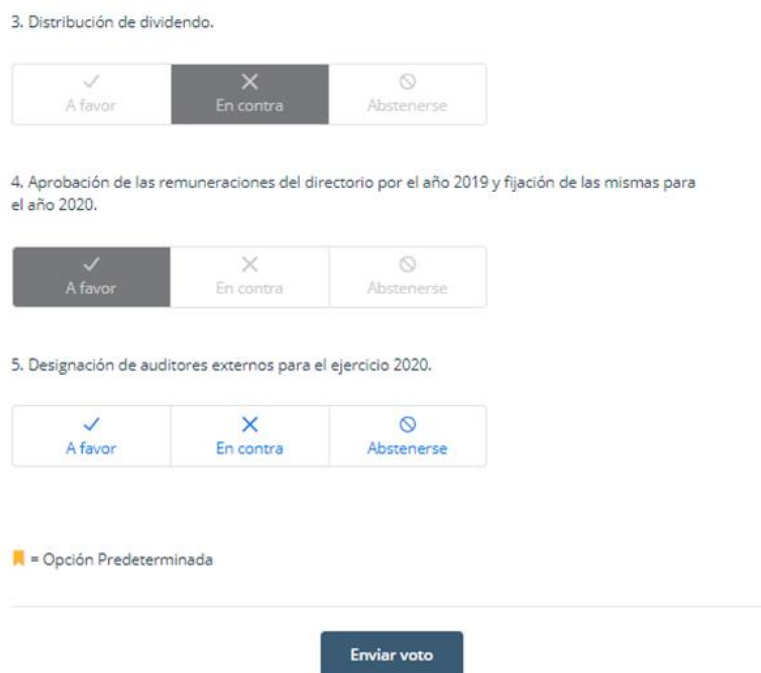 3. Distribución de dividendo.
A favor
En contra
Abstenerse
4. Aprobación de las remuneraciones del directorio por el año 2019 y fijación de las mismas para
el año 2020.
A favor
En contra
Abstenerse
5. Designación de auditores externos para el ejercicio 2020.
A favor
En contra
Abstenerse
= Opción Predeterminada
Enviar voto